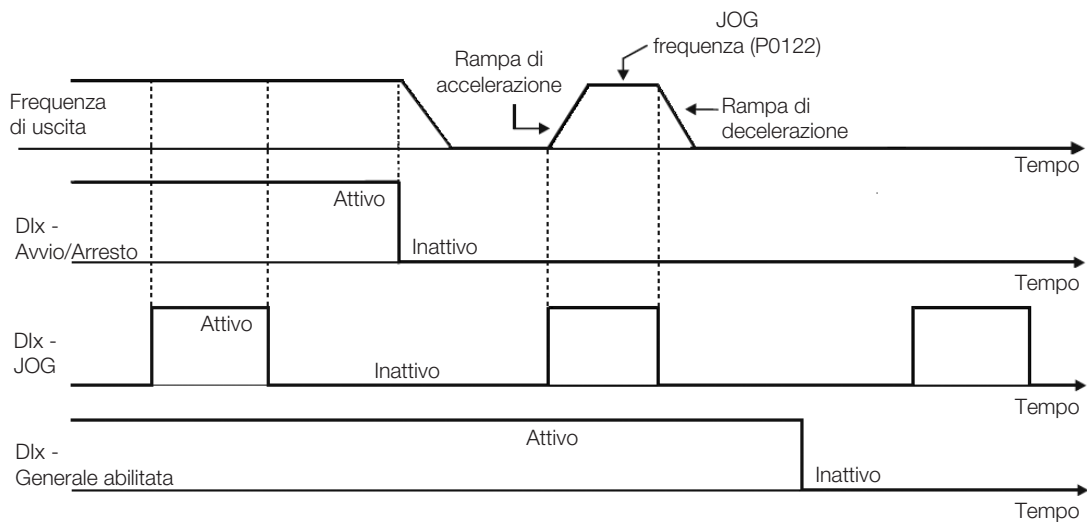 JOG
frequenza (P0122)
Rampa di
accelerazione
Frequenza
di uscita
Rampa di
decelerazione
Tempo
Attivo
DIx -
Avvio/Arresto
Inattivo
Tempo
Attivo
DIx -
JOG
Inattivo
Tempo
Attivo
DIx -
Generale abilitata
Inattivo
Tempo